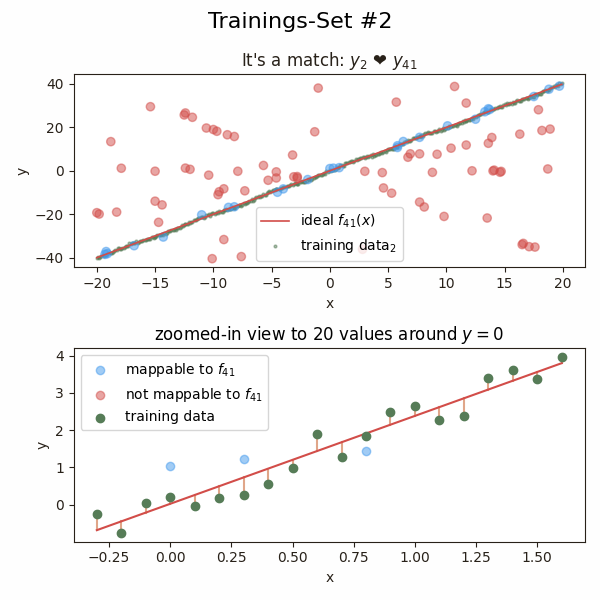 Trainings-Set #2
It's a match: y₂ ❤ y₄₁
40
20
0
−20
−40
y
ideal f₄₁(x)
training data₂
−20 −15 −10 −5 0 5 10 15 20
x
zoomed-in view to 20 values around y = 0
4
3
2
1
0
y
mappable to f₄₁
not mappable to f₄₁
training data
−0.25 0.00 0.25 0.50 0.75 1.00 1.25 1.50
x